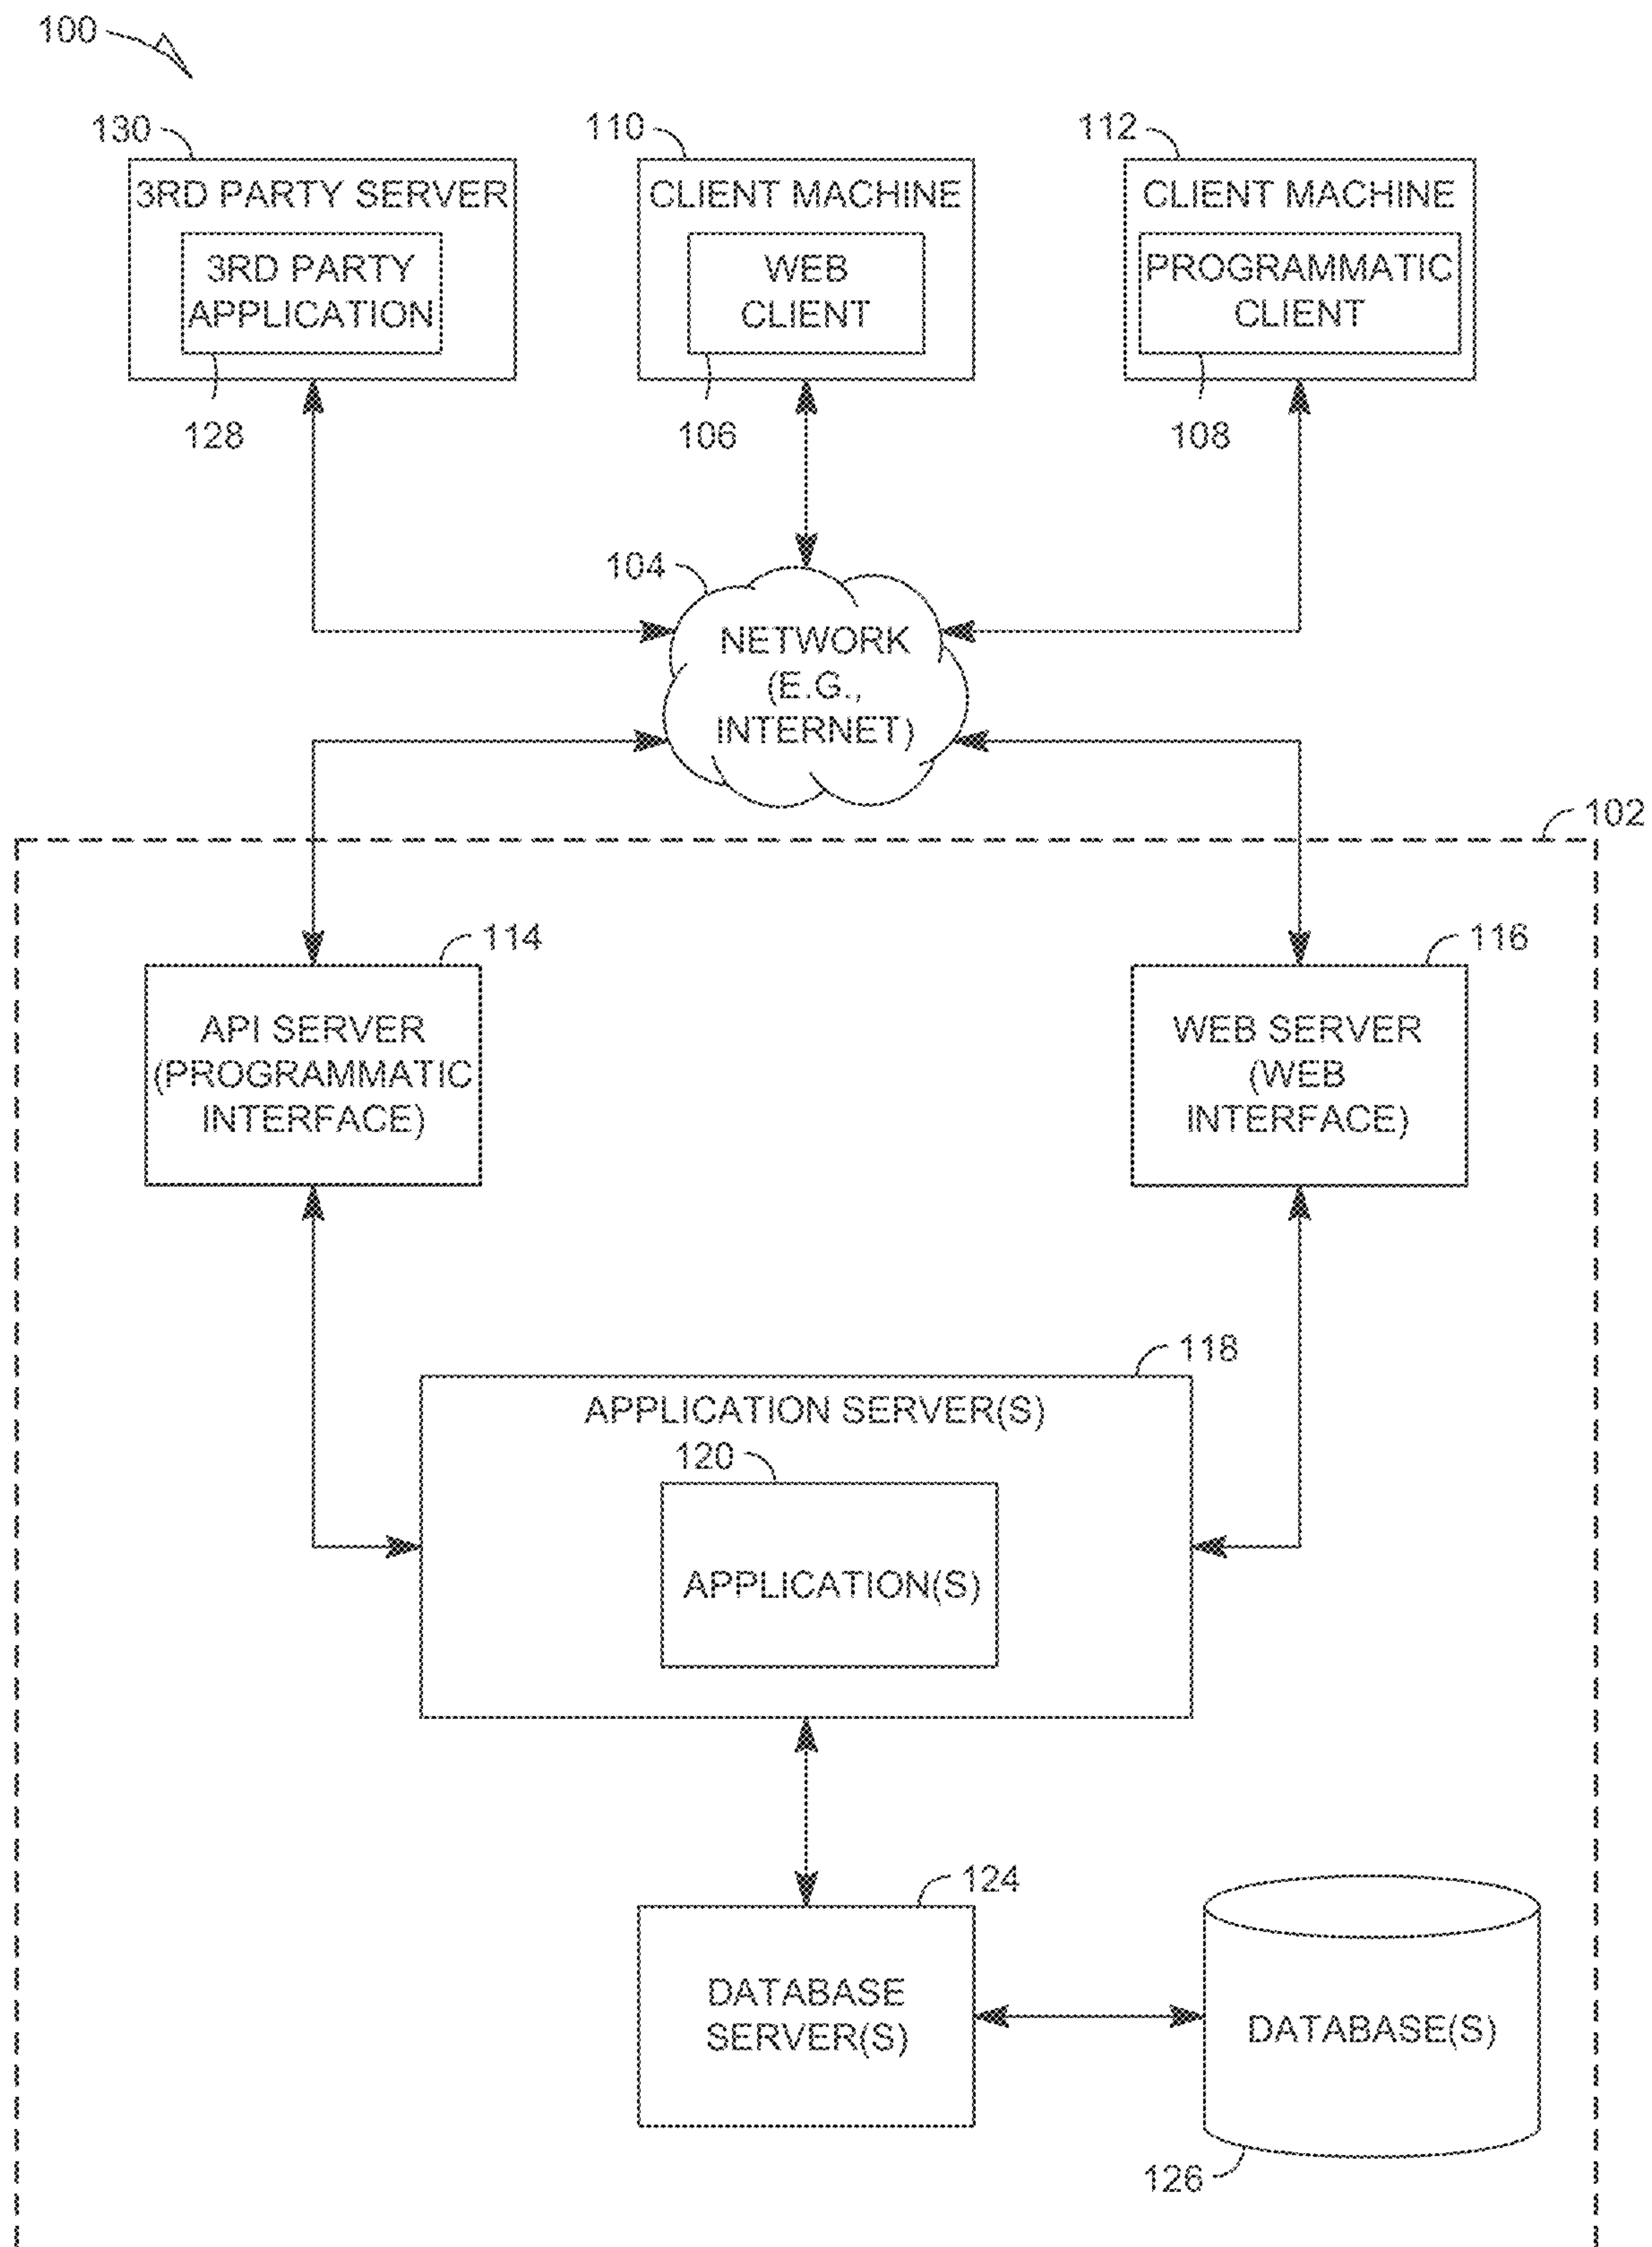 100
130
110
112
3RD PARTY SERVER
CLIENT MACHINE
CLIENT MACHINE
3RD PARTY
APPLICATION
WEB
CLIENT
PROGRAMMATIC
CLIENT
128
106
108
104
NETWORK
(E.G.,
INTERNET)
102
114
116
API SERVER
(PROGRAMMATIC
INTERFACE)
WEB SERVER
(WEB
INTERFACE)
118
APPLICATION SERVER(S)
120
APPLICATION(S)
124
DATABASE
SERVER(S)
DATABASE(S)
126